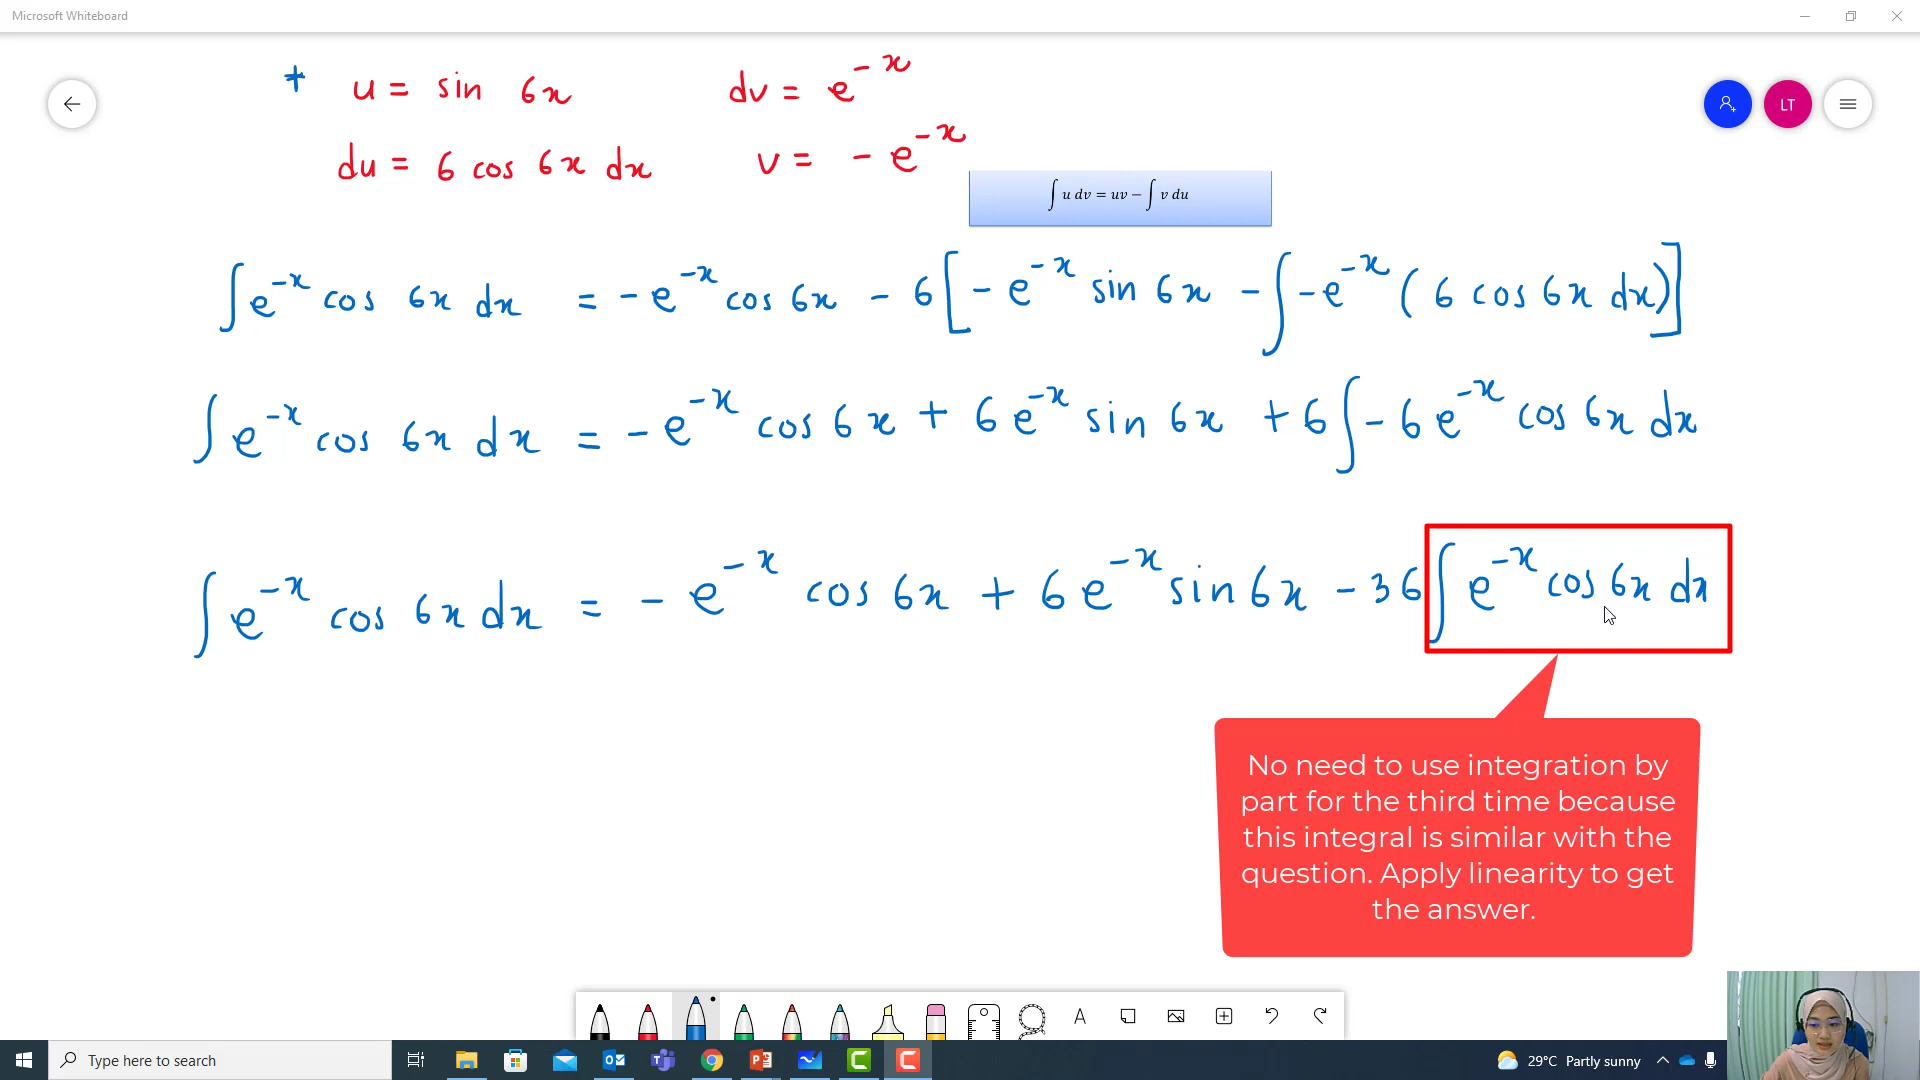 Microsoft Whiteboard
+ u = sin 6x dv = e^{-x}
du = 6 cos 6x dx v = -e^{-x}
∫ u dv = uv − ∫ v du
∫e^{-x} cos 6x dx = -e^{-x} cos 6x - 6[-e^{-x} sin 6x - ∫-e^{-x} (6 cos 6x dx)]
∫e^{-x} cos 6x dx = -e^{-x} cos 6x + 6e^{-x} sin 6x + 6∫-6e^{-x} cos 6x dx
∫e^{-x} cos 6x dx = -e^{-x} cos 6x + 6e^{-x} sin 6x - 36∫e^{-x} cos 6x dx
LT
No need to use integration by
part for the third time because
this integral is similar with the
question. Apply linearity to get
the answer.
Type here to search
29°C Partly sunny